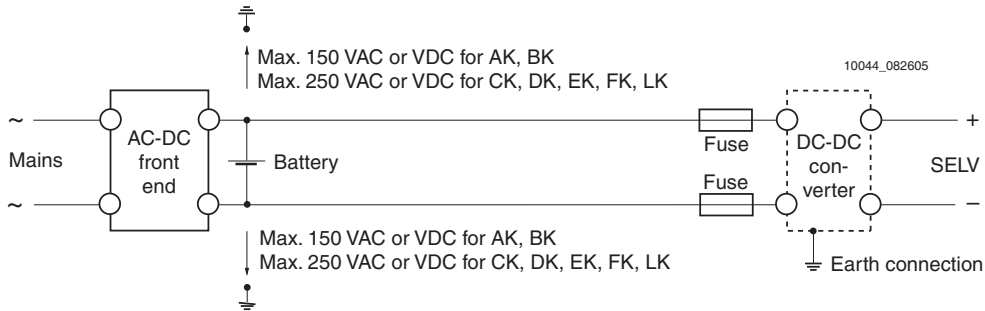 Max. 150 VAC or VDC for AK, BK
Max. 250 VAC or VDC for CK, DK, EK, FK, LK
10044_082605
~
Mains
~
AC-DC
front
end
Battery
Fuse
Fuse
DC-DC
con-
verter
+
SELV
–
Max. 150 VAC or VDC for AK, BK
Max. 250 VAC or VDC for CK, DK, EK, FK, LK
Earth connection